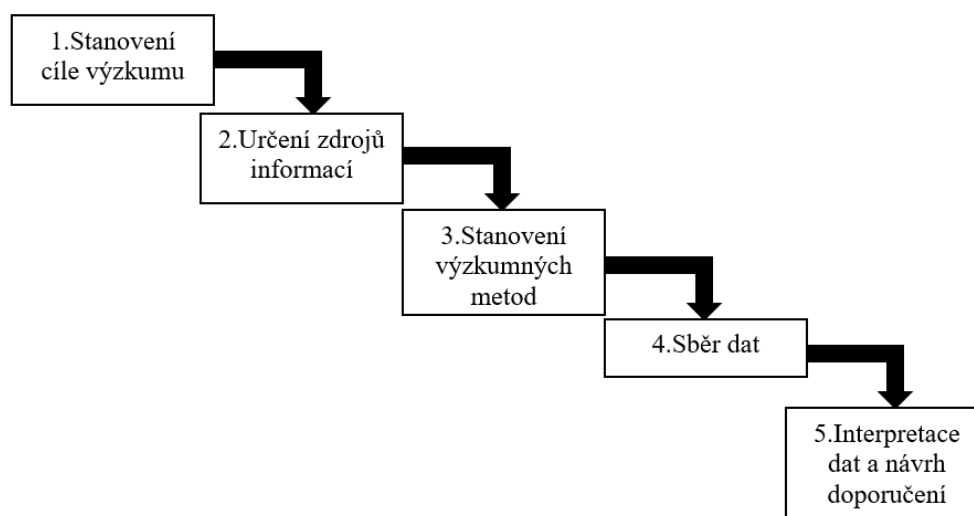 1.Stanovení
cíle výzkumu
2.Určení zdrojů
informací
3.Stanovení
výzkumných
metod
4.Sběr dat
5.Interpretace
dat a návrh
doporučení